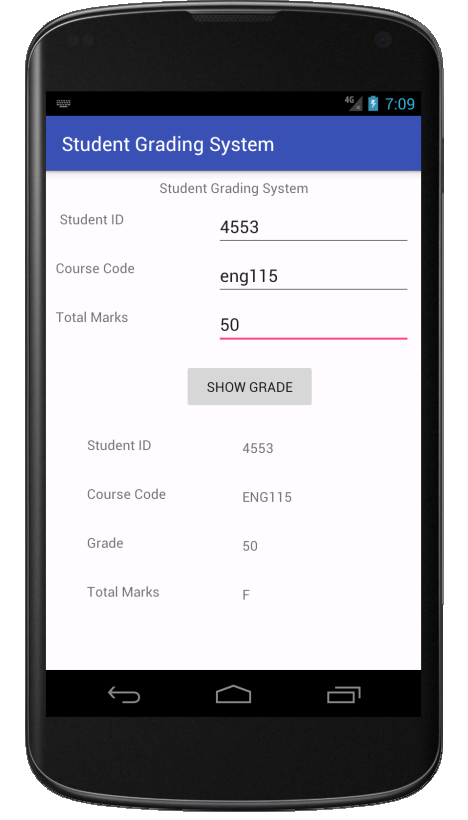 4G 7:09
Student Grading System
Student Grading System
Student ID 4553
Course Code eng115
Total Marks 50
SHOW GRADE
Student ID 4553
Course Code ENG115
Grade 50
Total Marks F